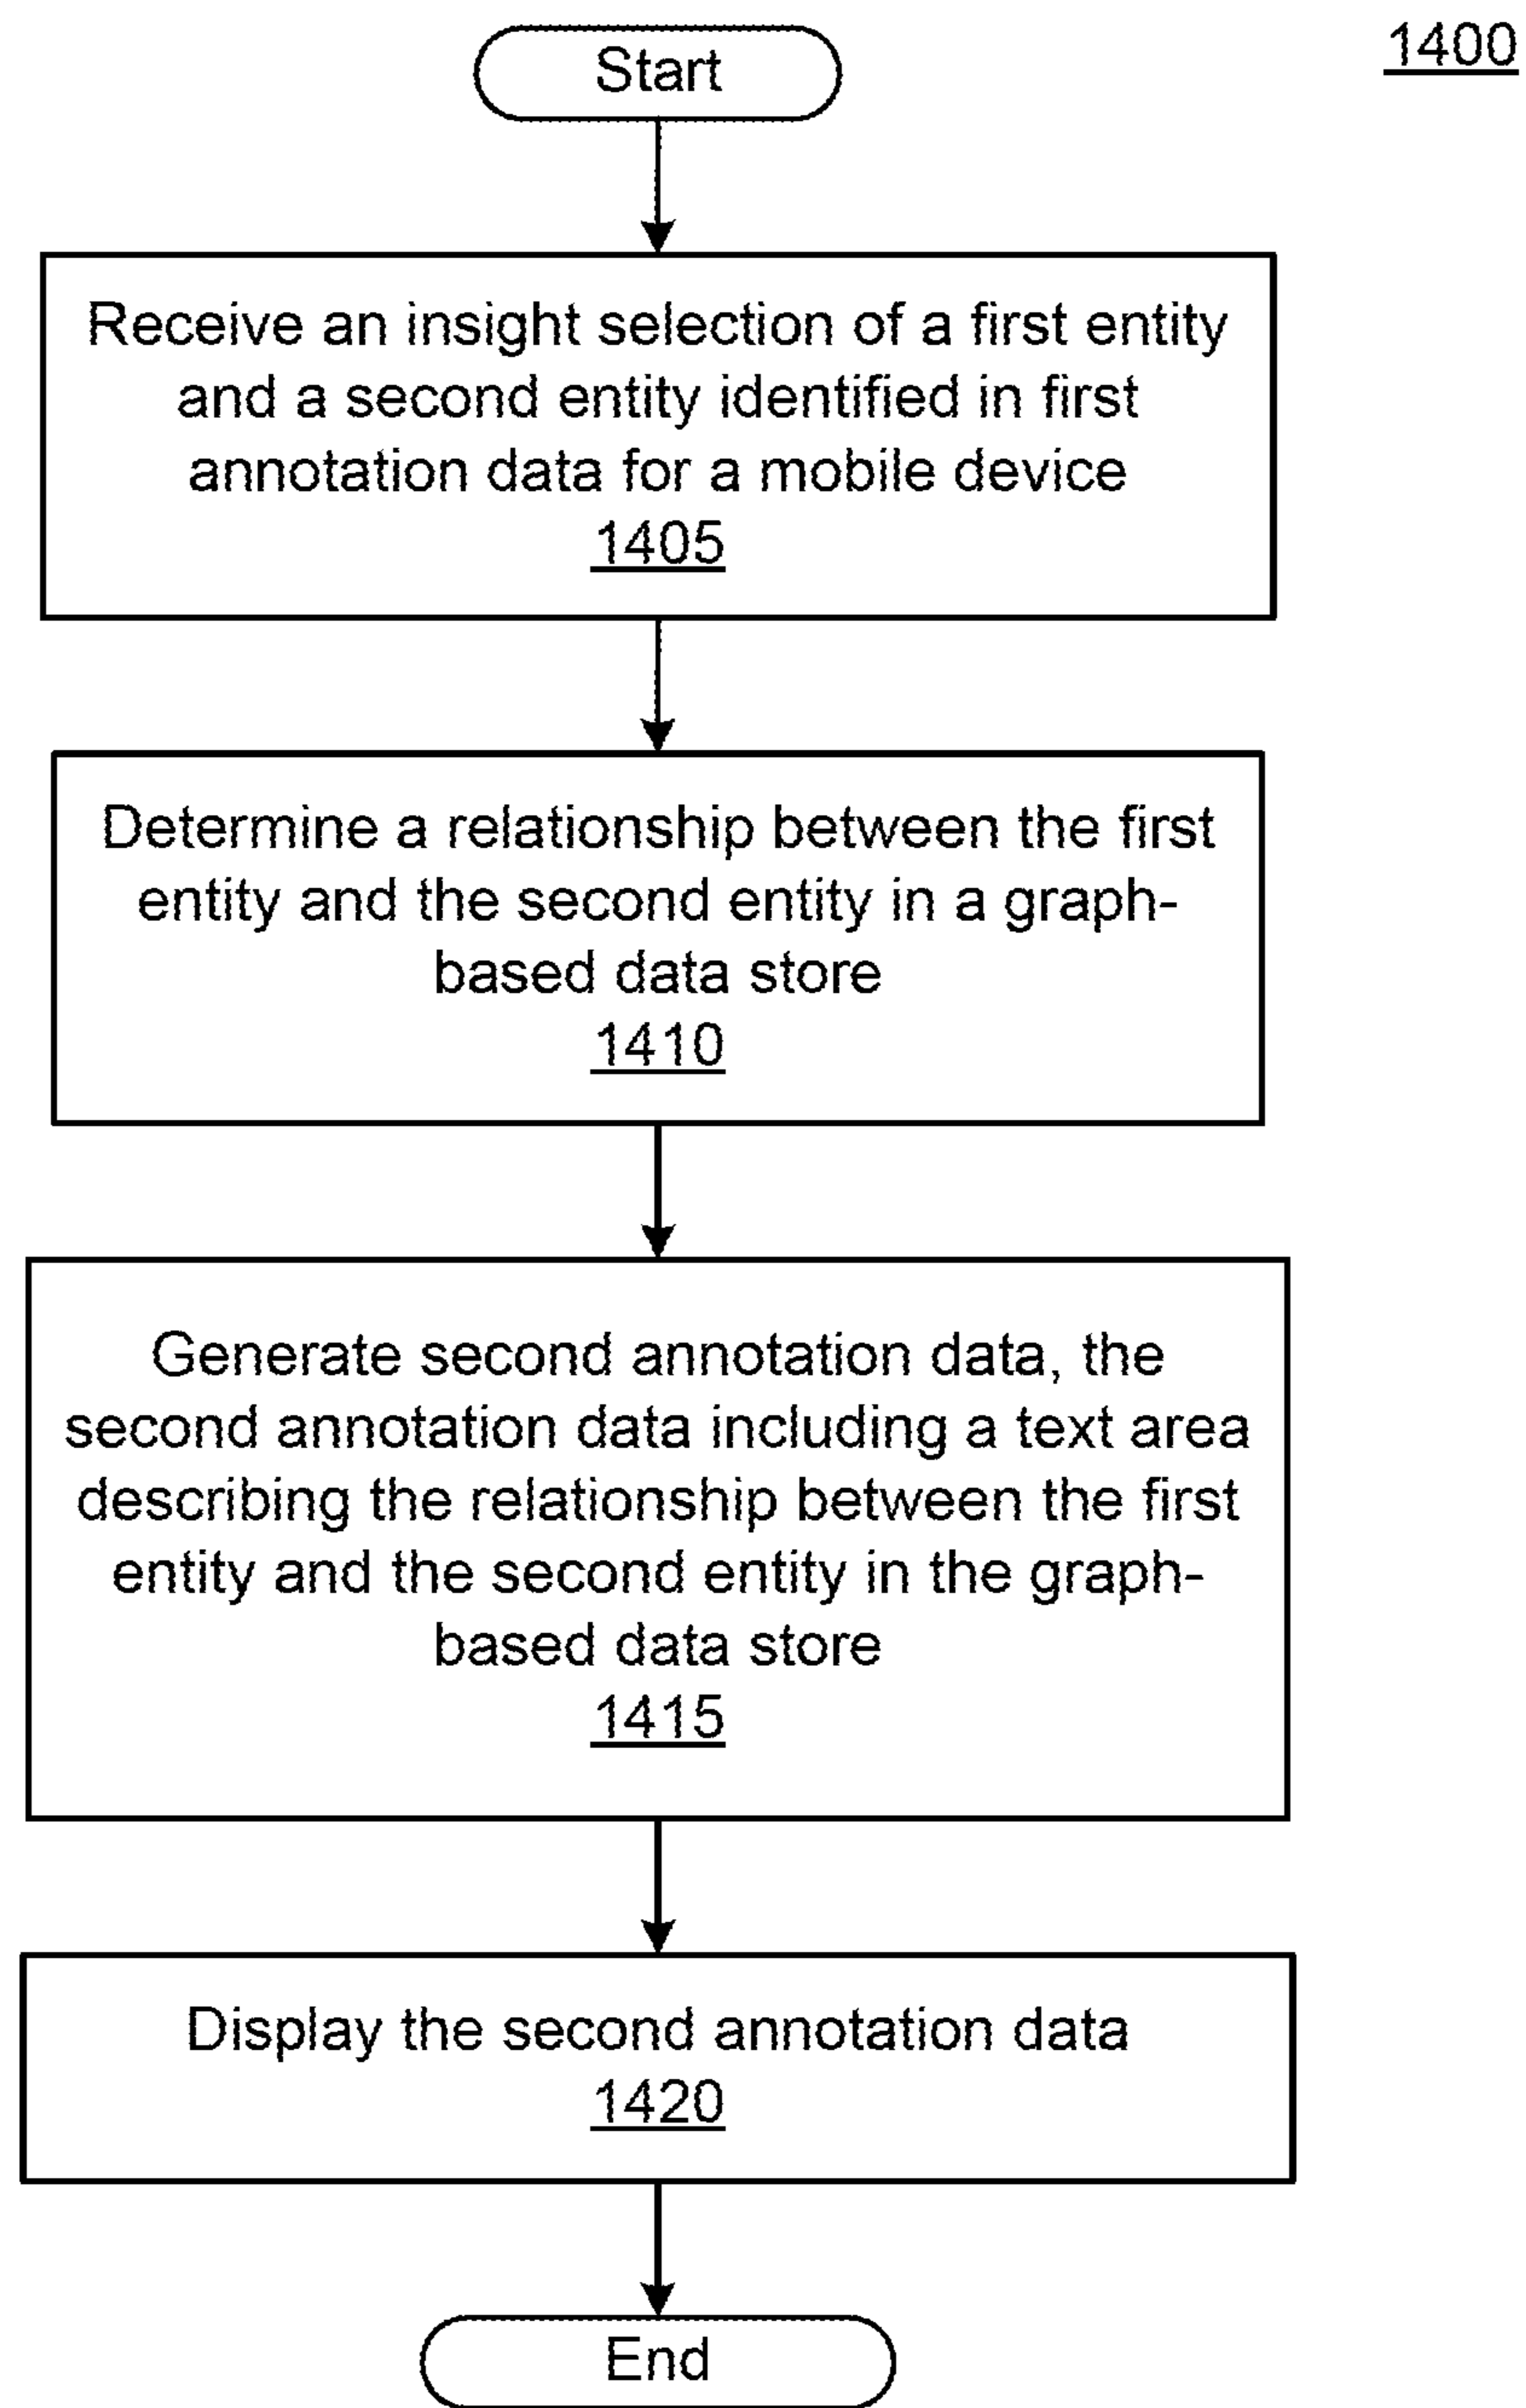 1400
Start
Receive an insight selection of a first entity
and a second entity identified in first
annotation data for a mobile device
1405
Determine a relationship between the first
entity and the second entity in a graph-
based data store
1410
Generate second annotation data, the
second annotation data including a text area
describing the relationship between the first
entity and the second entity in the graph-
based data store
1415
Display the second annotation data
1420
End